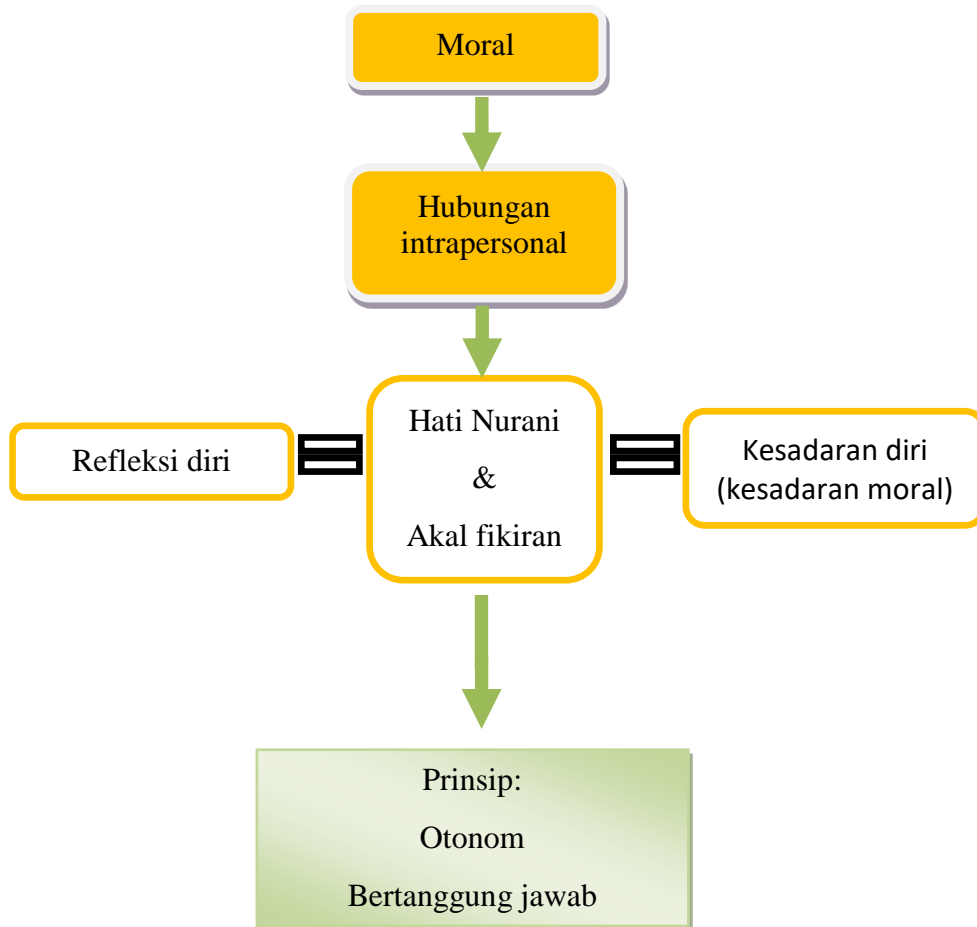 Moral
Hubungan
intrapersonal
Refleksi diri
Hati Nurani
&
Akal fikiran
Kesadaran diri
(kesadaran moral)
Prinsip:
Otonom
Bertanggung jawab